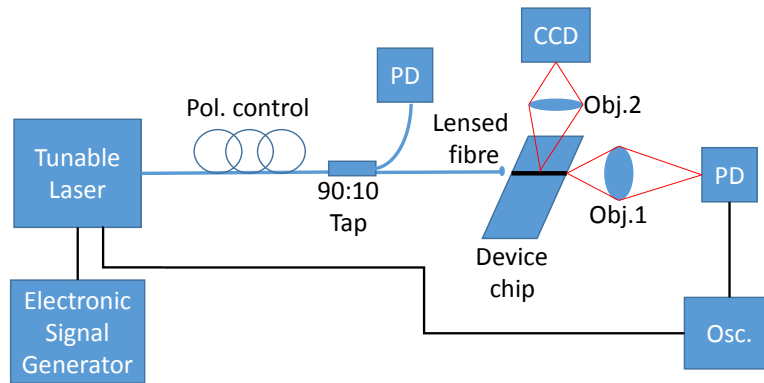 CCD
PD
Pol. control
Obj.2
Lensed
fibre
Tunable
Laser
90:10
Tap
Obj.1
PD
Device
chip
Electronic
Signal
Generator
Osc.